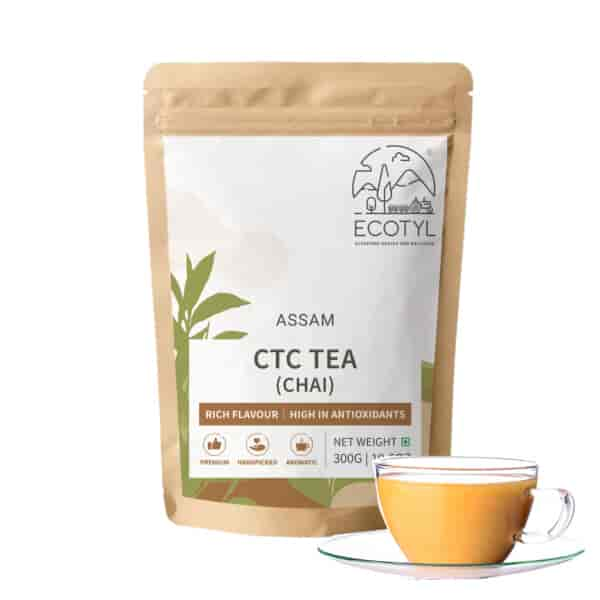 ECOTYL
ASSAM
CTC TEA
(CHAI)
RICH FLAVOUR | HIGH IN ANTIOXIDANTS
PREMIUM HANDPICKED AROMATIC
NET WEIGHT
300G |